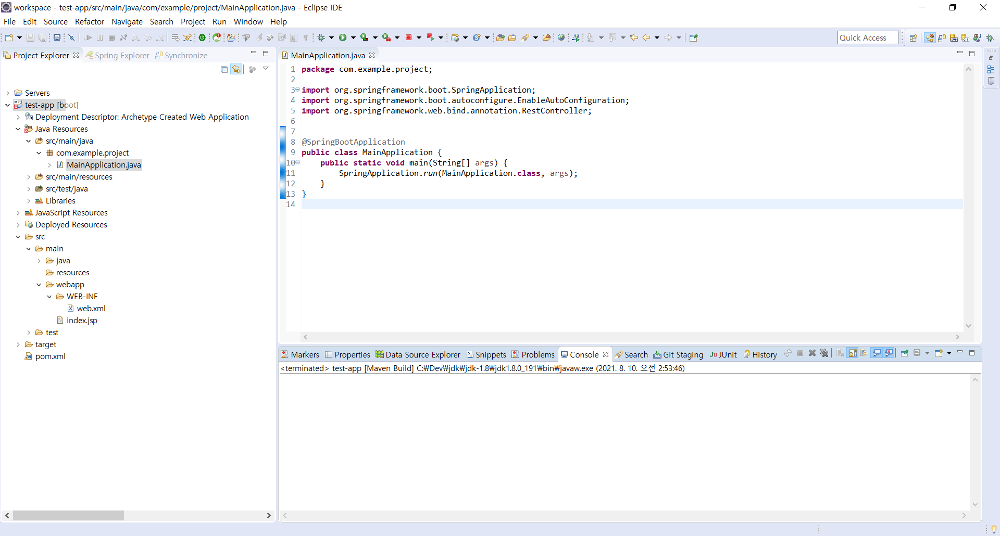 workspace - test-app/src/main/java/com/example/project/MainApplication.java - Eclipse IDE
File Edit Source Refactor Navigate Search Project Run Window Help
Quick Access
Project Explorer Spring Explorer Synchronize
Servers
test-app [boot]
Deployment Descriptor: Archetype Created Web Application
Java Resources
src/main/java
com.example.project
MainApplication.java
src/main/resources
src/test/java
Libraries
JavaScript Resources
Deployed Resources
src
main
java
resources
webapp
WEB-INF
web.xml
index.jsp
test
target
pom.xml
MainApplication.java
1 package com.example.project;
2
3 import org.springframework.boot.SpringApplication;
4 import org.springframework.boot.autoconfigure.EnableAutoConfiguration;
5 import org.springframework.web.bind.annotation.RestController;
6
7
8 @SpringBootApplication
9 public class MainApplication {
10 public static void main(String[] args) {
11 SpringApplication.run(MainApplication.class, args);
12 }
13 }
14
Markers Properties Data Source Explorer Snippets Problems Console Search Git Staging JUnit History
<terminated> test-app [Maven Build] C:₩Dev₩jdk₩jdk-1.8₩jdk1.8.0_191₩bin₩javaw.exe (2021. 8. 10. 오전 2:53:46)